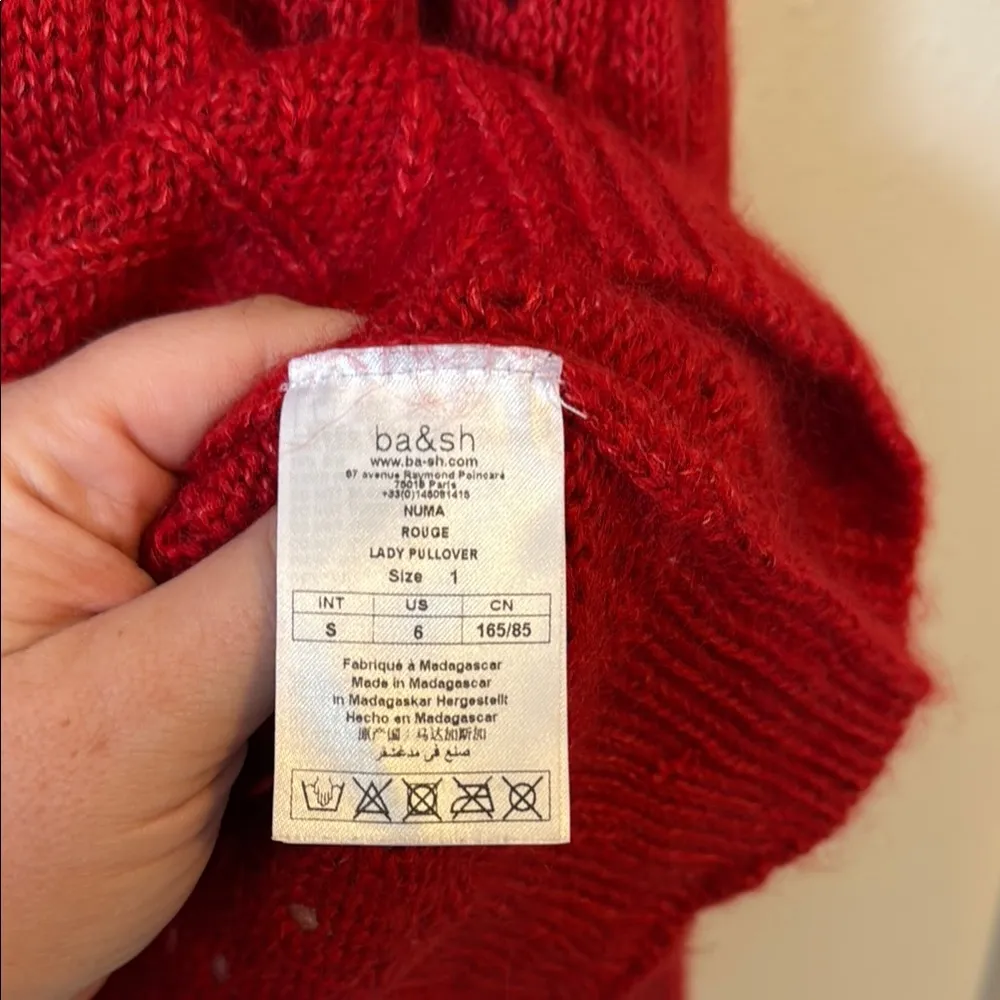 ba&sh
www.ba-sh.com
67 avenue Raymond Poincaré
75016 Paris
+33(0)145081415
NUMA
ROUGE
LADY PULLOVER
Size 1
INT US CN
S 6 165/85
Fabriqué à Madagascar
Made in Madagascar
in Madagaskar Hergestellt
Hecho en Madagascar
原产国：马达加斯加
صنع في مدغشقر